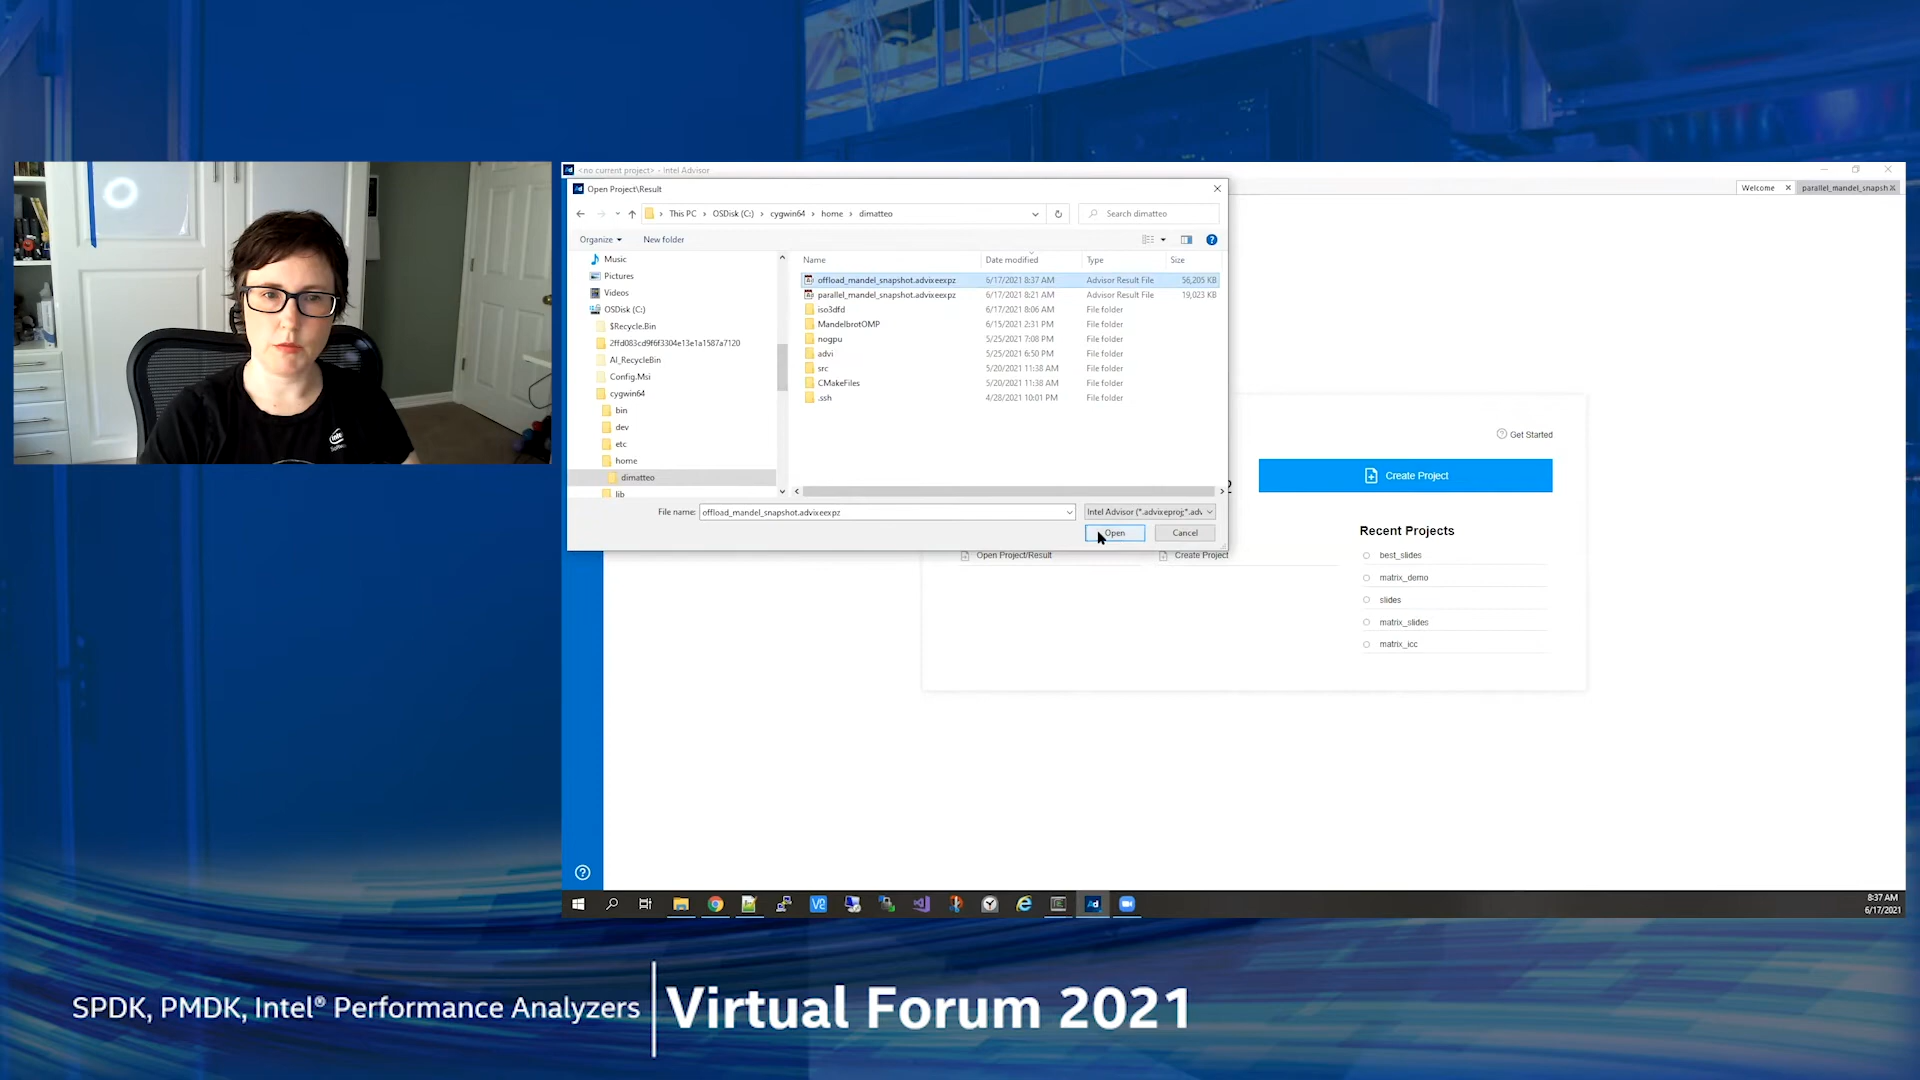 <no current project> - Intel Advisor
Open Project\Result
Welcome
parallel_mandel_snapsh
This PC > OSDisk (C:) > cygwin64 > home > dimatteo
Search dimatteo
Organize
New folder
Name
Date modified
Type
Size
Music
Pictures
Videos
OSDisk (C:)
$Recycle.Bin
2ffd083cd9f6f3304e13e1a1587a7120
AI_RecycleBin
Config.Msi
cygwin64
bin
dev
etc
home
dimatteo
lib
offload_mandel_snapshot.advixeexpz 6/17/2021 8:37 AM Advisor Result File 56,205 KB
parallel_mandel_snapshot.advixeexpz 6/17/2021 8:21 AM Advisor Result File 19,023 KB
iso3dfd 6/17/2021 8:06 AM File folder
MandelbrotOMP 6/15/2021 2:31 PM File folder
nogpu 5/25/2021 7:08 PM File folder
advi 5/25/2021 6:50 PM File folder
src 5/20/2021 11:38 AM File folder
CMakeFiles 5/20/2021 11:38 AM File folder
.ssh 4/28/2021 10:01 PM File folder
File name: offload_mandel_snapshot.advixeexpz
Intel Advisor (*.advixeproj;*.adv
Open
Cancel
Open Project/Result
Create Project
Get Started
Create Project
Recent Projects
best_slides
matrix_demo
slides
matrix_slides
matrix_icc
8:37 AM
6/17/2021
SPDK, PMDK, Intel® Performance Analyzers
Virtual Forum 2021